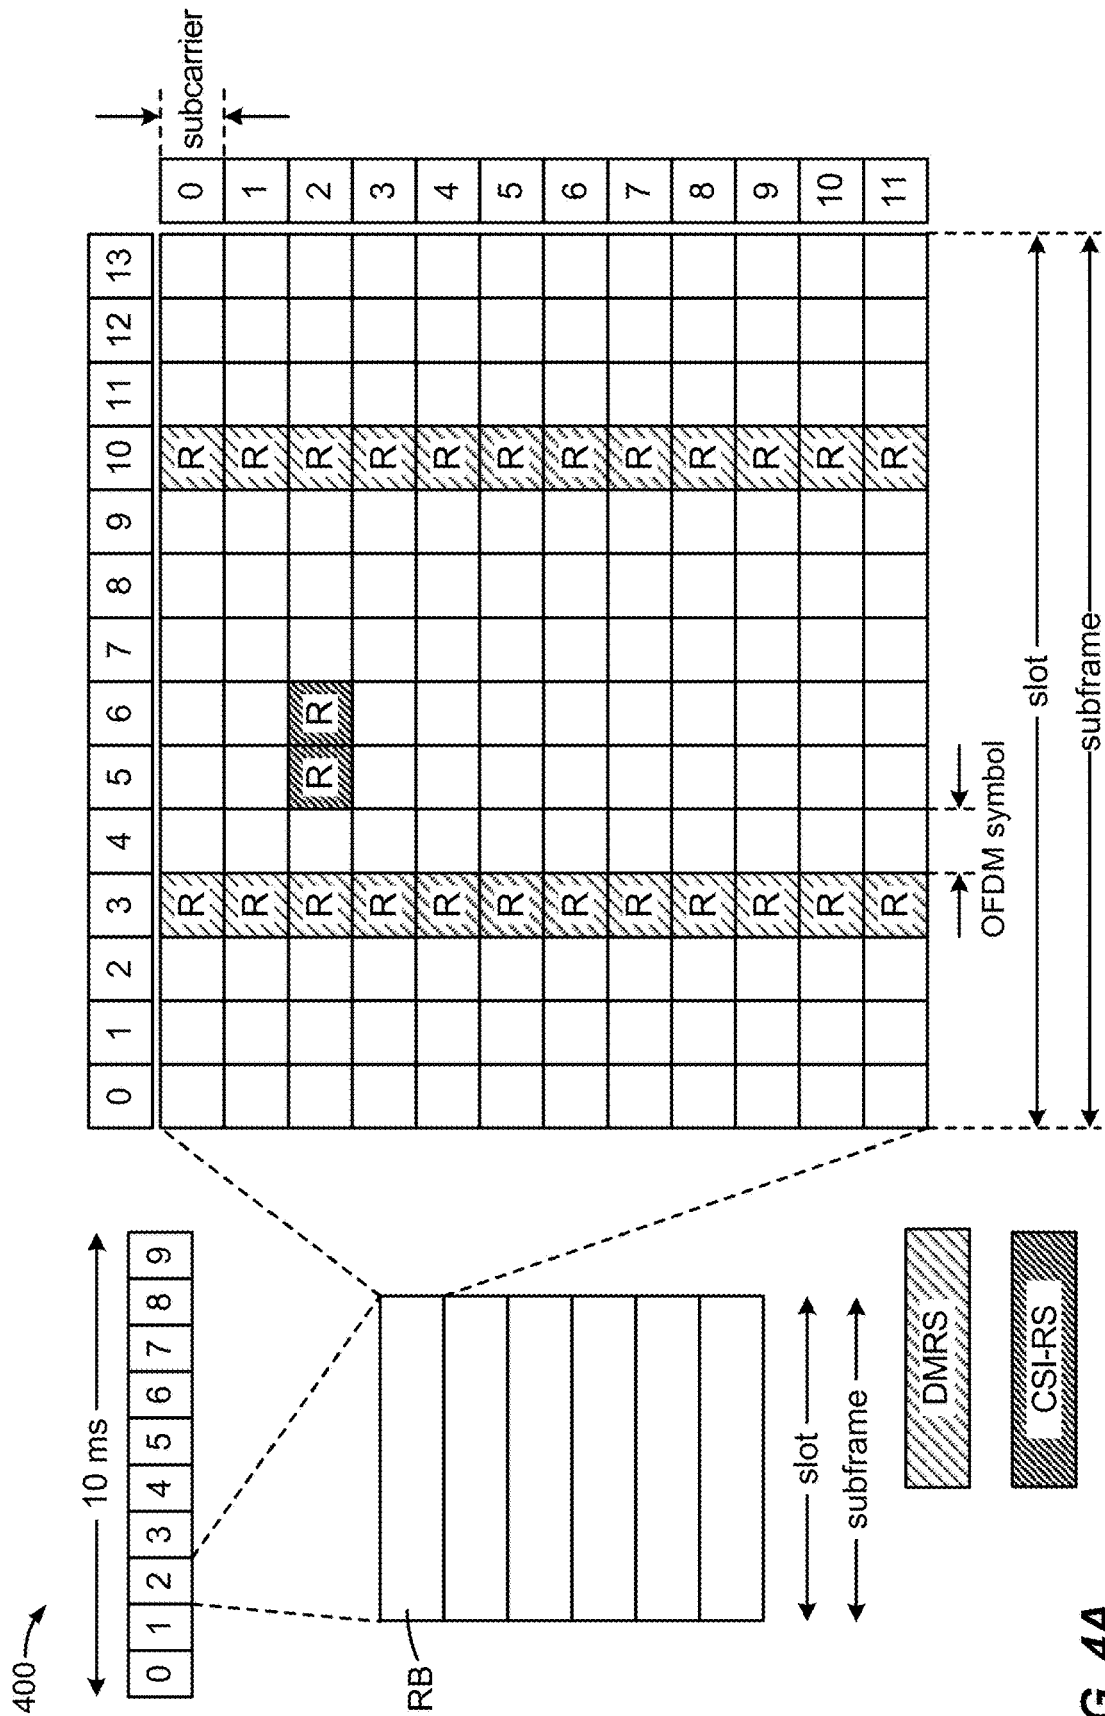 400
10 ms
0 1 2 3 4 5 6 7 8 9
RB
slot
subframe
DMRS
CSI-RS
0 1 2 3 4 5 6 7 8 9 10 11 12 13
subcarrier
0 R R
1 R R
2 R R R R
3 R R
4 R R
5 R R
6 R R
7 R R
8 R R
9 R R
10 R R
11 R R
OFDM symbol
slot
subframe
G. 4A